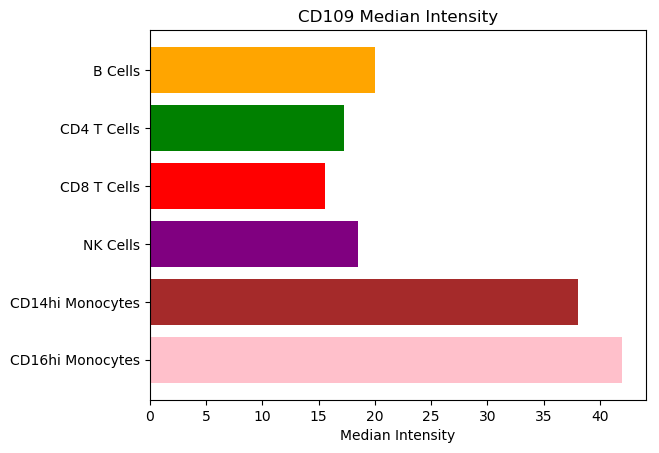 CD109 Median Intensity
B Cells
CD4 T Cells
CD8 T Cells
NK Cells
CD14hi Monocytes
CD16hi Monocytes
0 5 10 15 20 25 30 35 40
Median Intensity